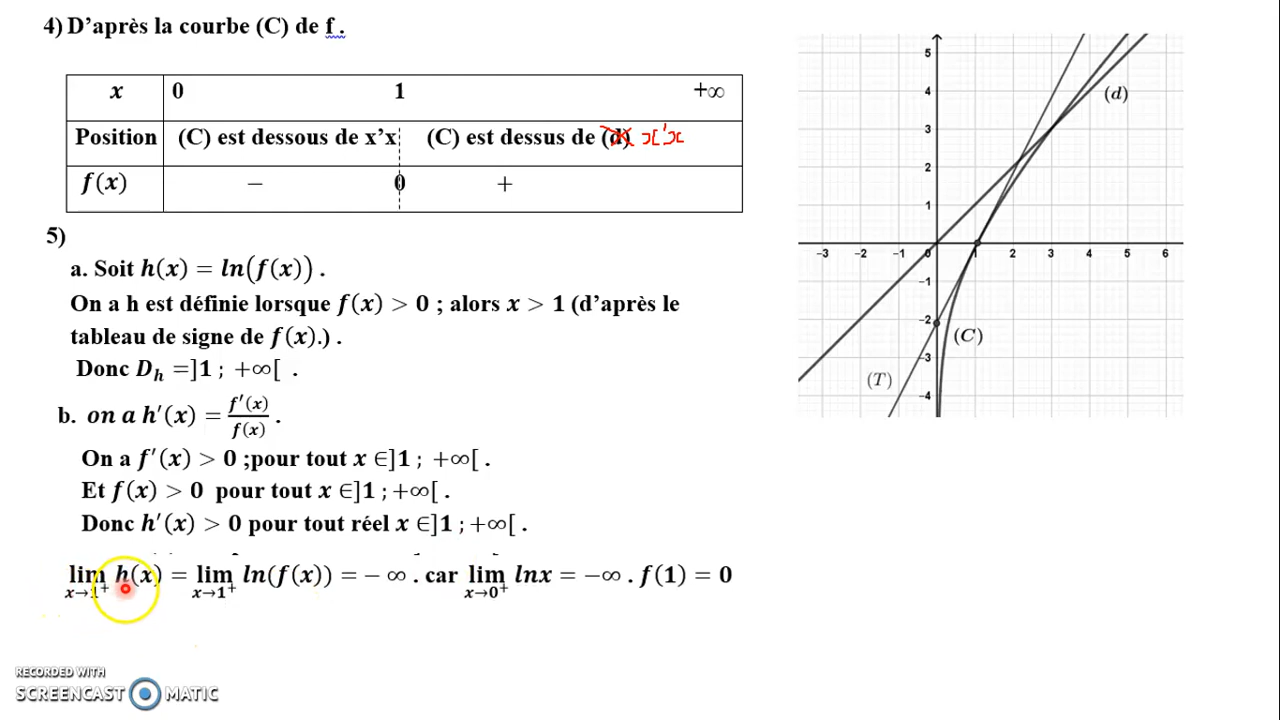 4) D'après la courbe (C) de f .
x 0 1 +∞
Position (C) est dessous de x'x (C) est dessus de (d) x'x
f(x) − 0 +
5)
a. Soit h(x) = ln(f(x)) .
On a h est définie lorsque f(x) > 0 ; alors x > 1 (d'après le
tableau de signe de f(x).) .
Donc Dh =]1 ; +∞[ .
b. on a h'(x) = f'(x)/f(x) .
On a f'(x) > 0 ;pour tout x ∈]1 ; +∞[ .
Et f(x) > 0 pour tout x ∈]1 ; +∞[ .
Donc h'(x) > 0 pour tout réel x ∈]1 ; +∞[ .
lim x→1⁺ h(x) = lim x→1⁺ ln(f(x)) = − ∞ . car lim x→0⁺ lnx = −∞ . f(1) = 0
5
4
(d)
3
2
1
-3 -2 -1 0 1 2 3 4 5 6
-1
-2
(C)
-3
(T)
-4
RECORDED WITH
SCREENCAST MATIC